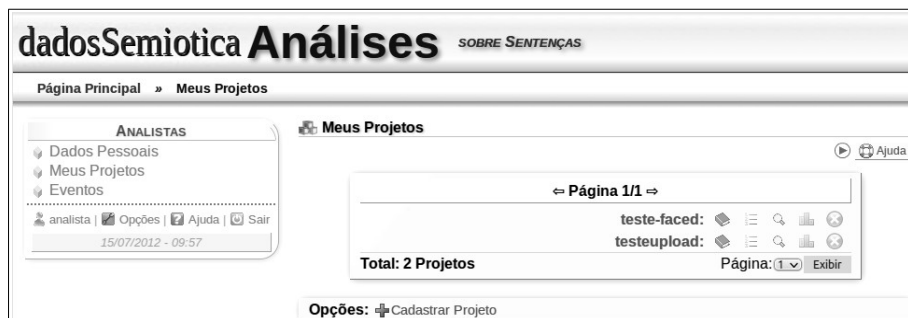 dadosSemiotica Análises SOBRE SENTENÇAS
Página Principal » Meus Projetos
ANALISTAS
Dados Pessoais
Meus Projetos
Eventos
analista | Opções | Ajuda | Sair
15/07/2012 - 09:57
Meus Projetos
Ajuda
⇦ Página 1/1 ⇨
teste-faced:
testeupload:
Total: 2 Projetos Página: 1 Exibir
Opções: Cadastrar Projeto